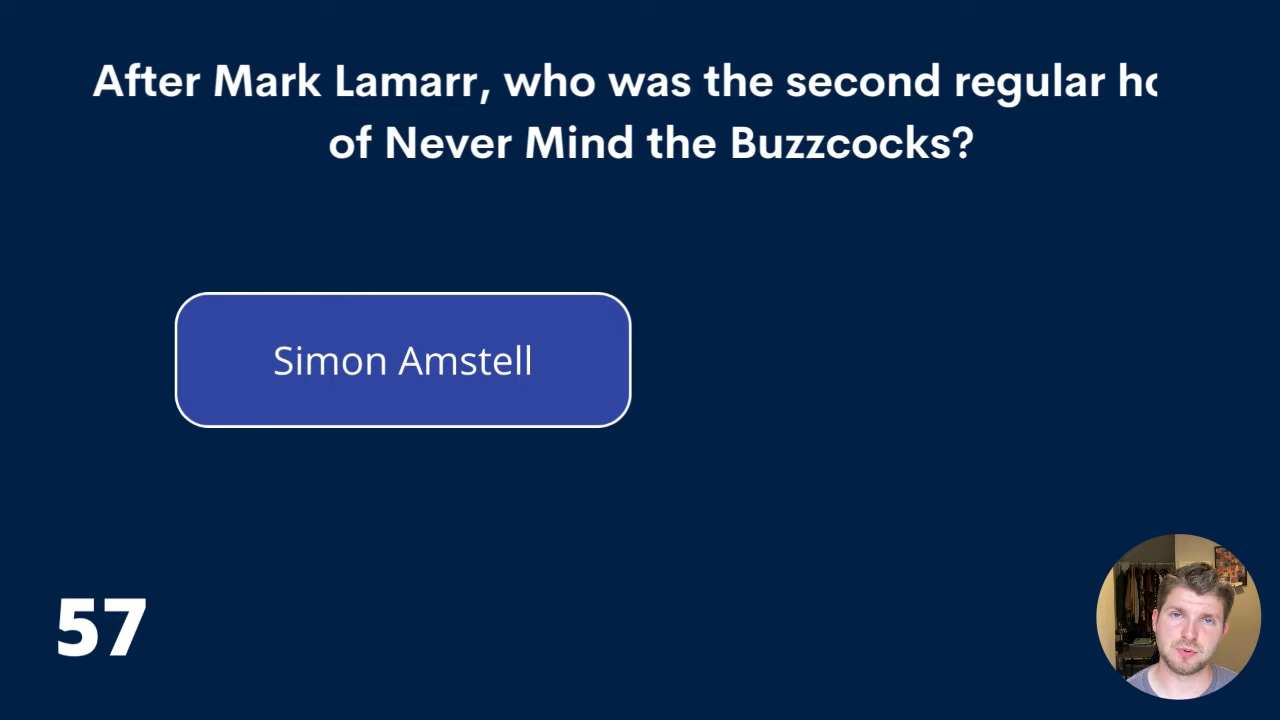 After Mark Lamarr, who was the second regular ho
of Never Mind the Buzzcocks?
Simon Amstell
57